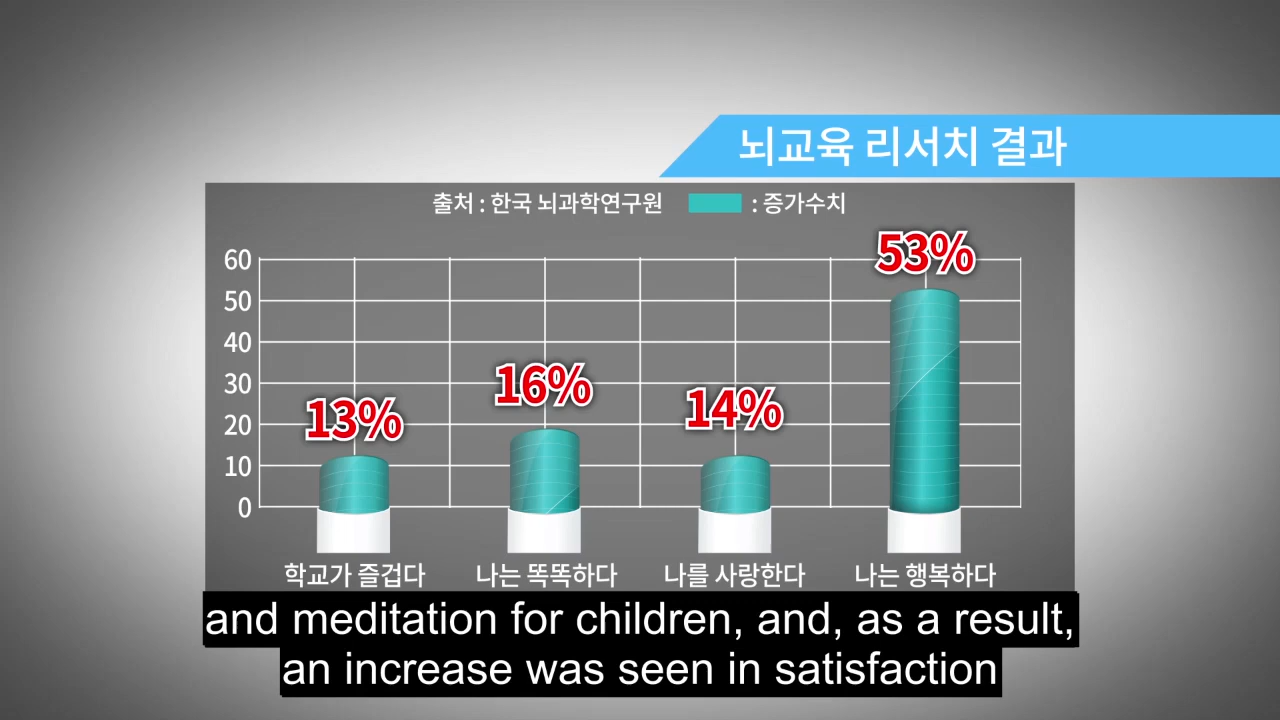 뇌교육 리서치 결과
출처 : 한국 뇌과학연구원 : 증가수치
60
50
40
30
20
10
0
13%
16%
14%
53%
학교가 즐겁다
나는 똑똑하다
나를 사랑한다
나는 행복하다
and meditation for children, and, as a result,
an increase was seen in satisfaction